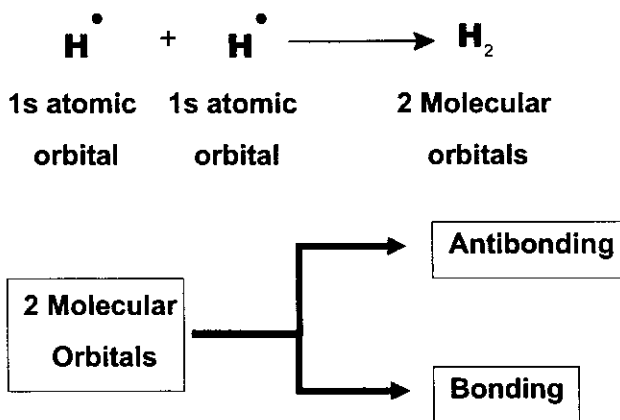 H• + H• ⟶ H₂
1s atomic 1s atomic 2 Molecular
orbital orbital orbitals
Antibonding
2 Molecular
Orbitals
Bonding